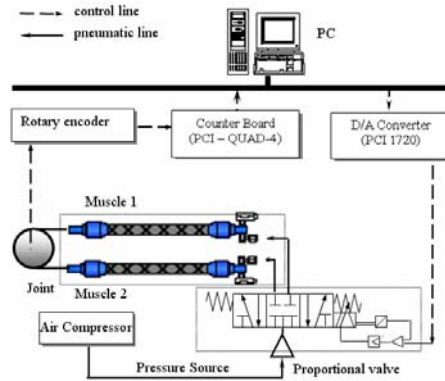 control line
pneumatic line
PC
Rotary encoder
Counter Board
(PCI – QUAD-4)
D/A Converter
(PCI 1720)
Muscle 1
Joint
Muscle 2
Air Compressor
Pressure Source
Proportional valve